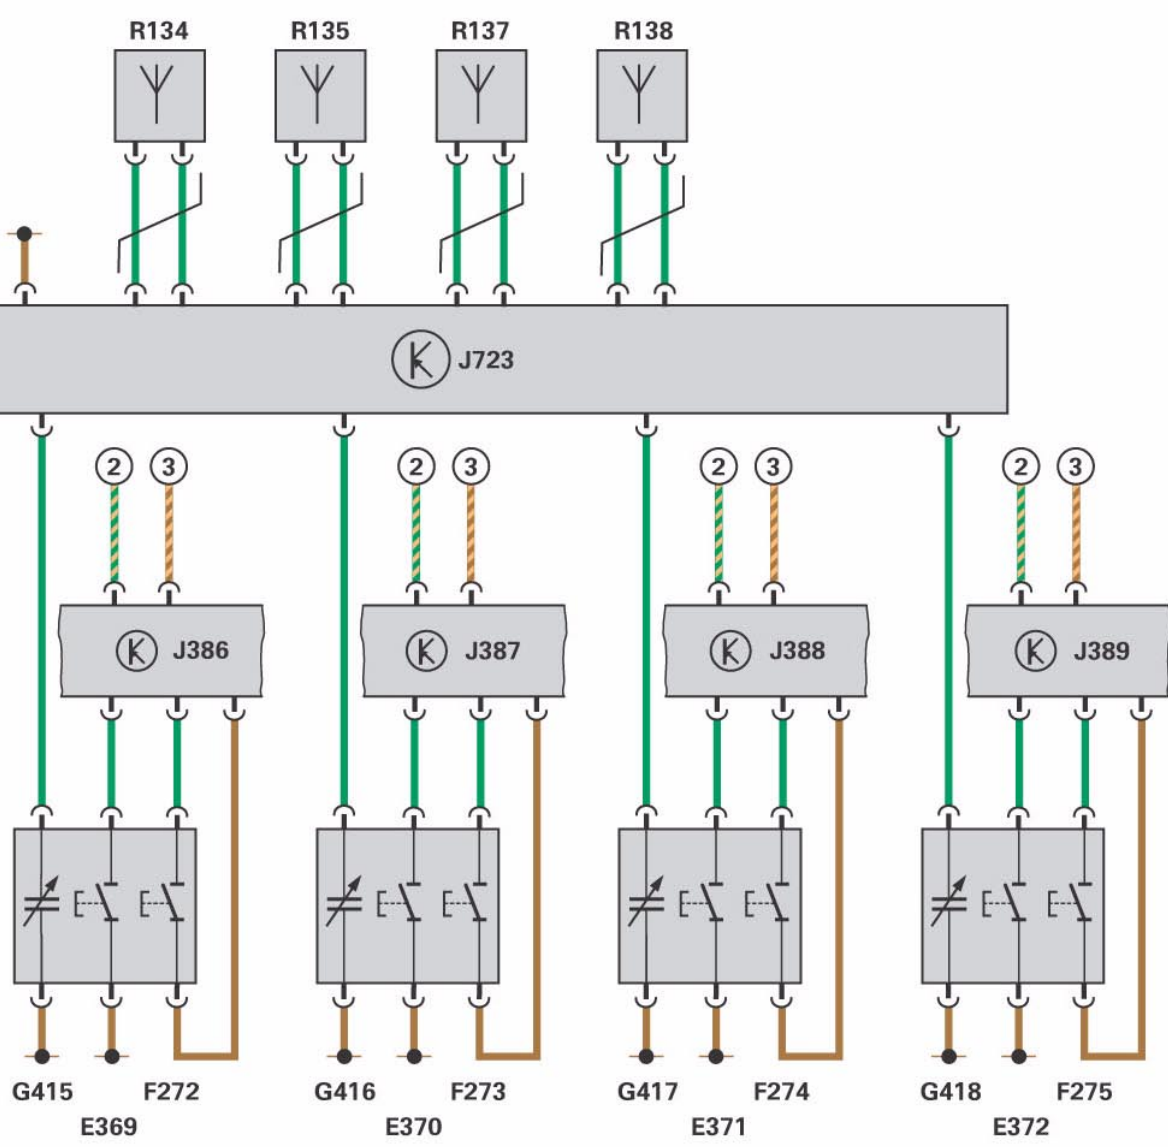 R134 R135 R137 R138
J723
2 3 2 3 2 3 2 3
J386 J387 J388 J389
G415 F272 G416 F273 G417 F274 G418 F275
E369 E370 E371 E372